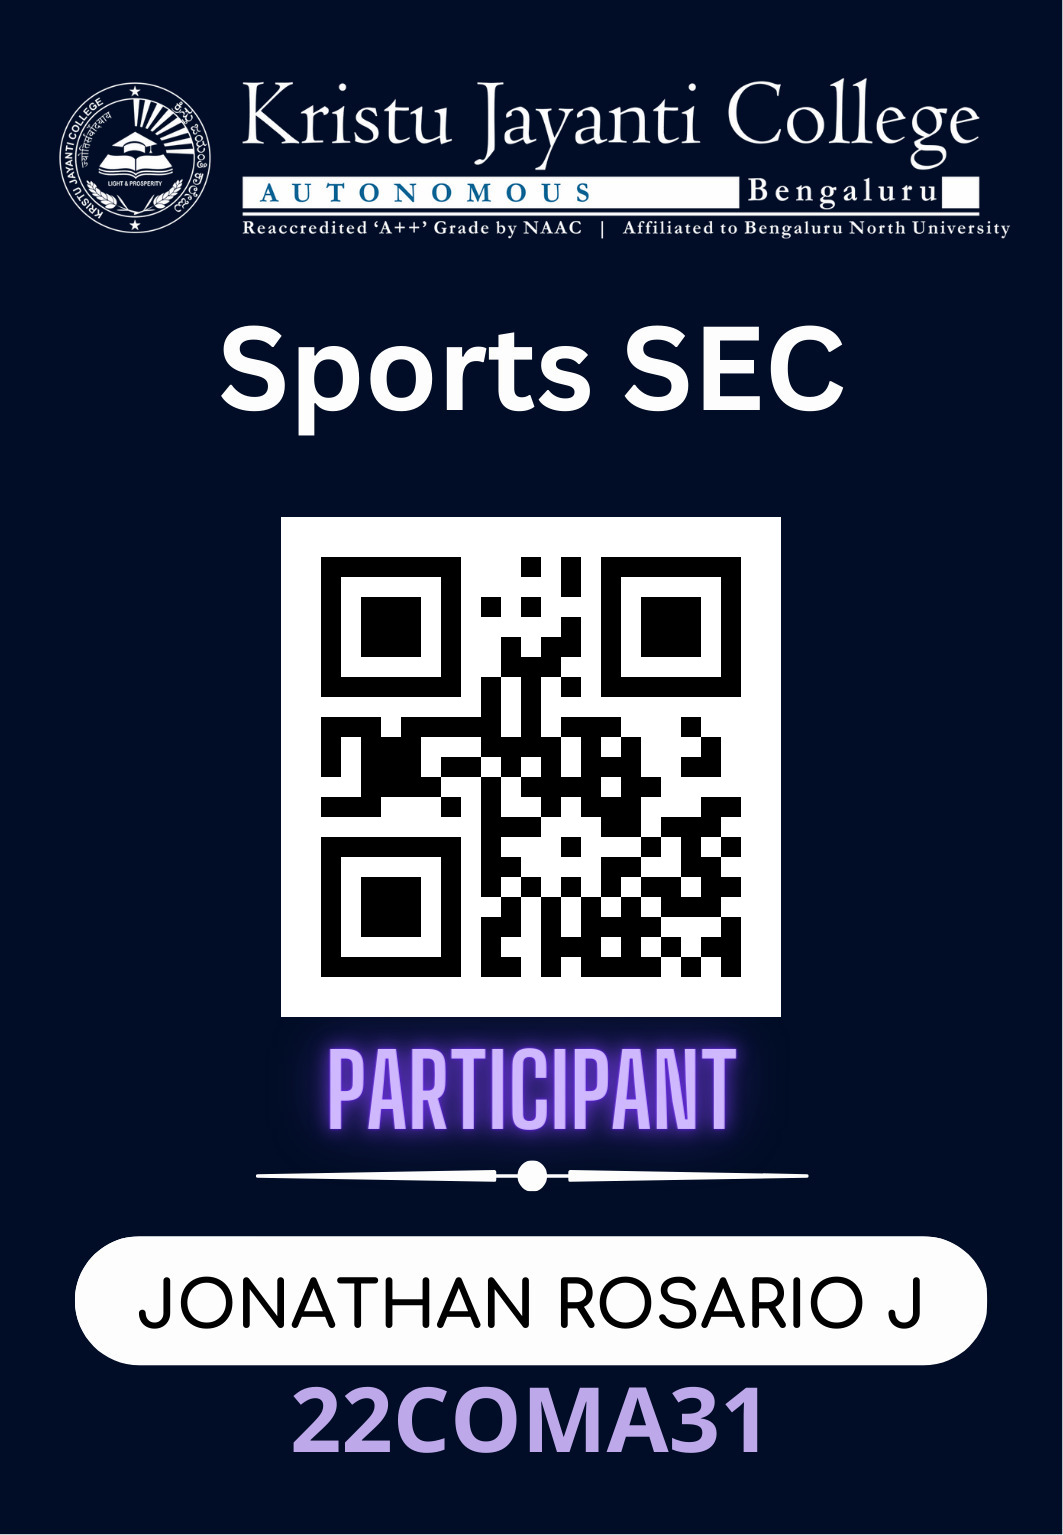 Kristu Jayanti College
AUTONOMOUS Bengaluru
Reaccredited ‘A++’ Grade by NAAC | Affiliated to Bengaluru North University
KRISTU JAYANTI COLLEGE
LIGHT & PROSPERITY
Sports SEC
PARTICIPANT
JONATHAN ROSARIO J
22COMA31